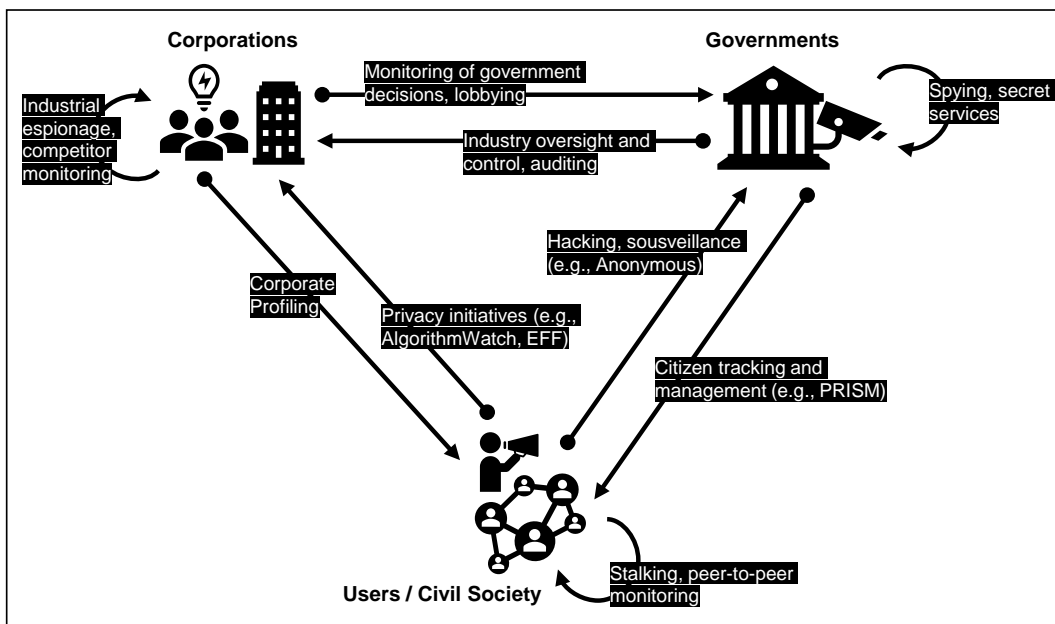 Corporations
Governments
Monitoring of government
decisions, lobbying
Industrial
espionage,
competitor
monitoring
Spying, secret
services
Industry oversight and
control, auditing
Hacking, sousveillance
(e.g., Anonymous)
Corporate
Profiling
Privacy initiatives (e.g.,
AlgorithmWatch, EFF)
Citizen tracking and
management (e.g., PRISM)
Stalking, peer-to-peer
monitoring
Users / Civil Society